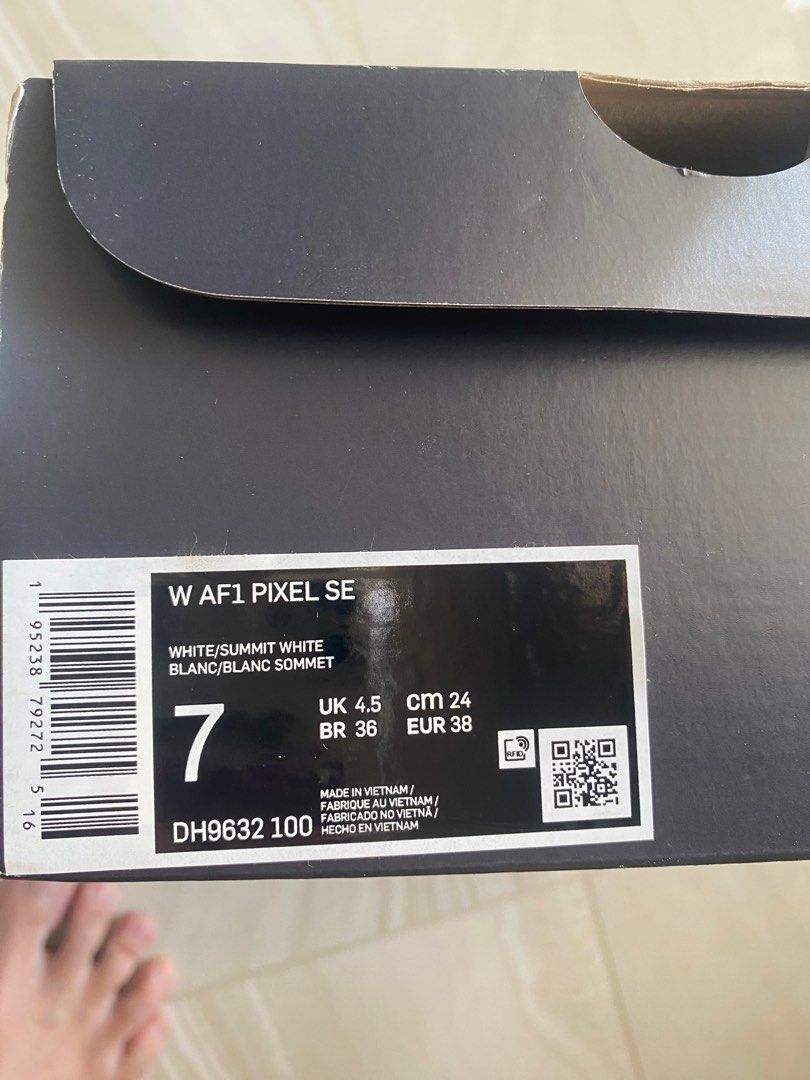 W AF1 PIXEL SE
WHITE/SUMMIT WHITE
BLANC/BLANC SOMMET
7
UK 4.5 cm 24
BR 36 EUR 38
RFID
DH9632 100
MADE IN VIETNAM /
FABRIQUE AU VIETNAM /
FABRICADO NO VIETNÃ /
HECHO EN VIETNAM
1 95238 79272 5 16